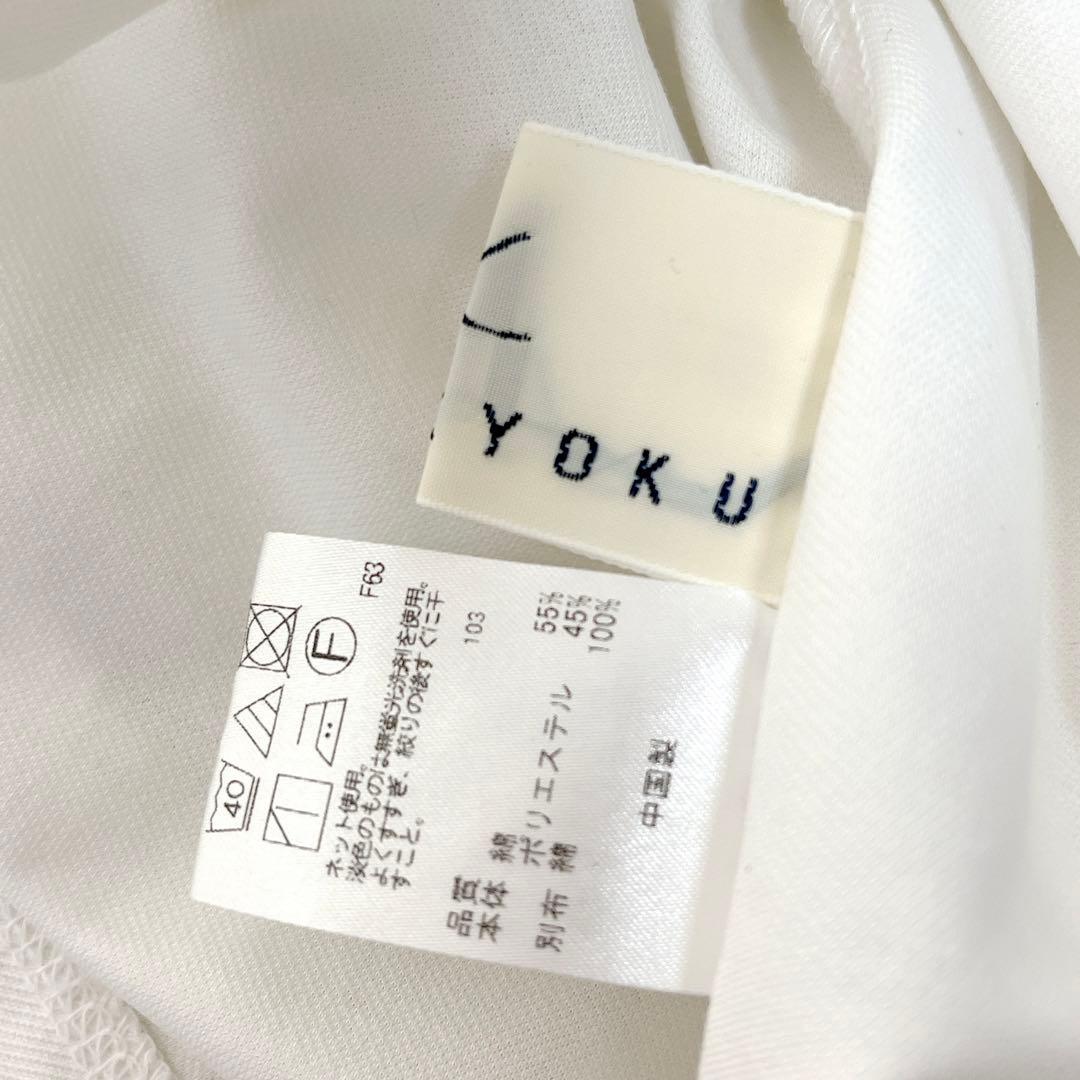 YOKU
F63
40
F
ネット使用。
淡色のものは無蛍光洗剤を使用。
よくすすぎ、絞りの後すぐに干
すこと。
103
品質
本体 綿 55%
ポリエステル 45%
別布 綿 100%
中国製